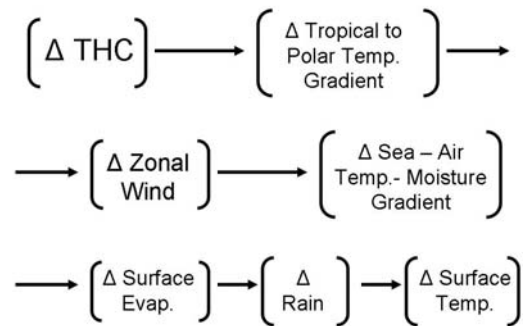 Δ THC
Δ Tropical to
Polar Temp.
Gradient
Δ Zonal
Wind
Δ Sea – Air
Temp.- Moisture
Gradient
Δ Surface
Evap.
Δ
Rain
Δ Surface
Temp.